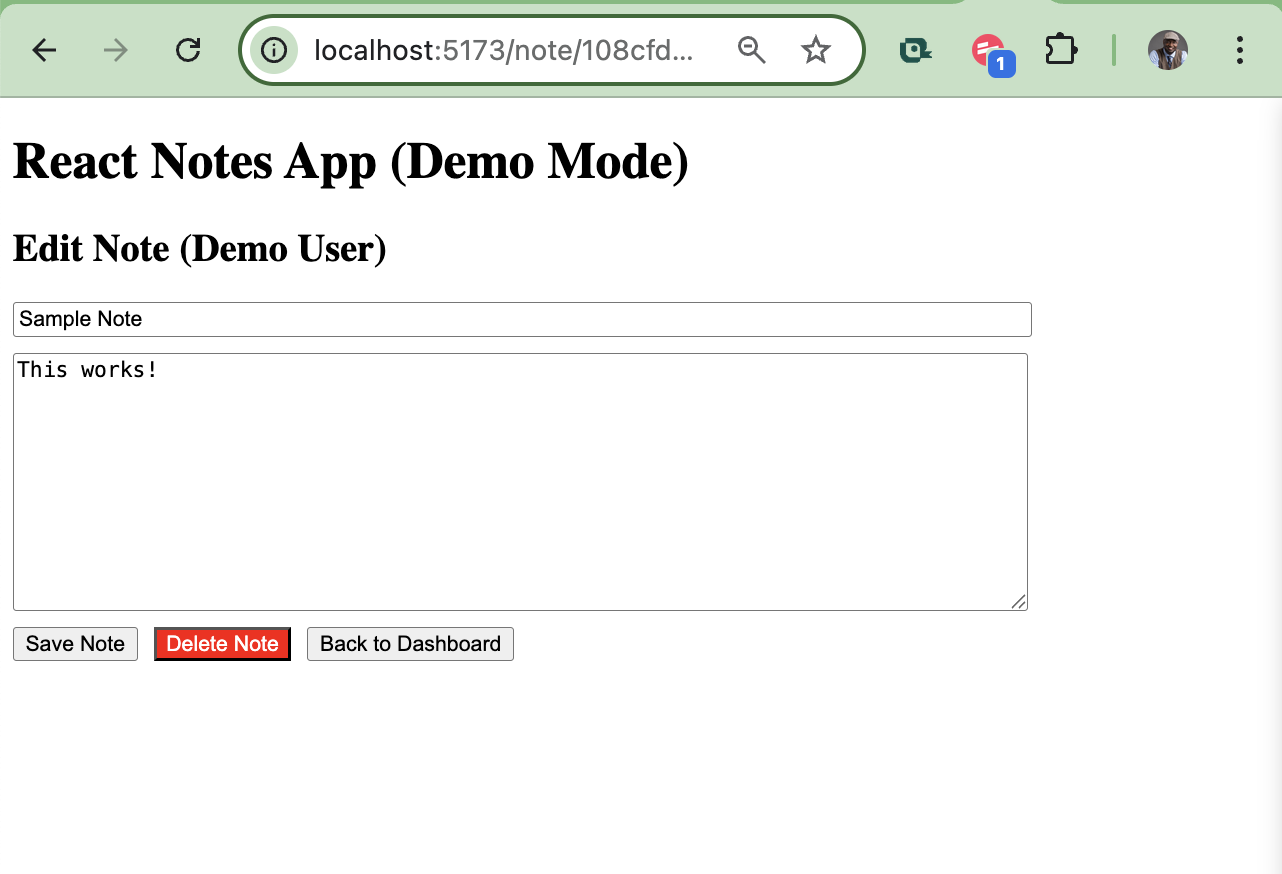 localhost:5173/note/108cfd...
1
React Notes App (Demo Mode)
Edit Note (Demo User)
Sample Note
This works!
Save Note Delete Note Back to Dashboard